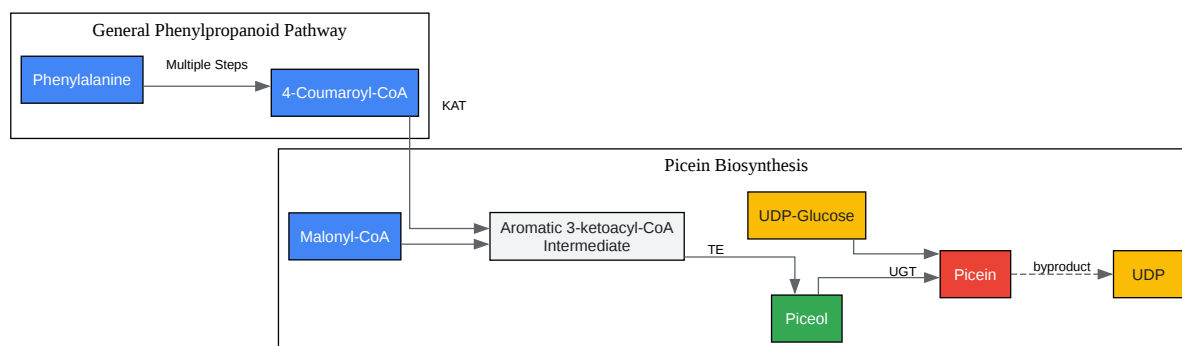 General Phenylpropanoid Pathway
Phenylalanine
Multiple Steps
4-Coumaroyl-CoA
KAT
Picein Biosynthesis
Malonyl-CoA
Aromatic 3-ketoacyl-CoA
Intermediate
TE
UDP-Glucose
Piceol
UGT
Picein
byproduct
UDP